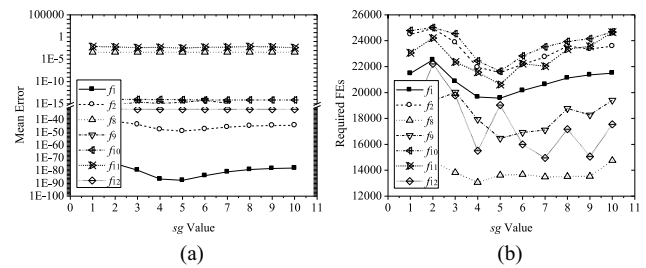 100000
1
1E-5
1E-10
1E-15
1E-40
1E-50
1E-60
1E-70
1E-80
1E-90
1E-100
Mean Error
f1
f2
f8
f9
f10
f11
f12
0 1 2 3 4 5 6 7 8 9 10 11
sg Value
(a)
26000
24000
22000
20000
18000
16000
14000
12000
Required FEs
f1
f2
f8
f9
f10
f11
f12
0 1 2 3 4 5 6 7 8 9 10 11
sg Value
(b)